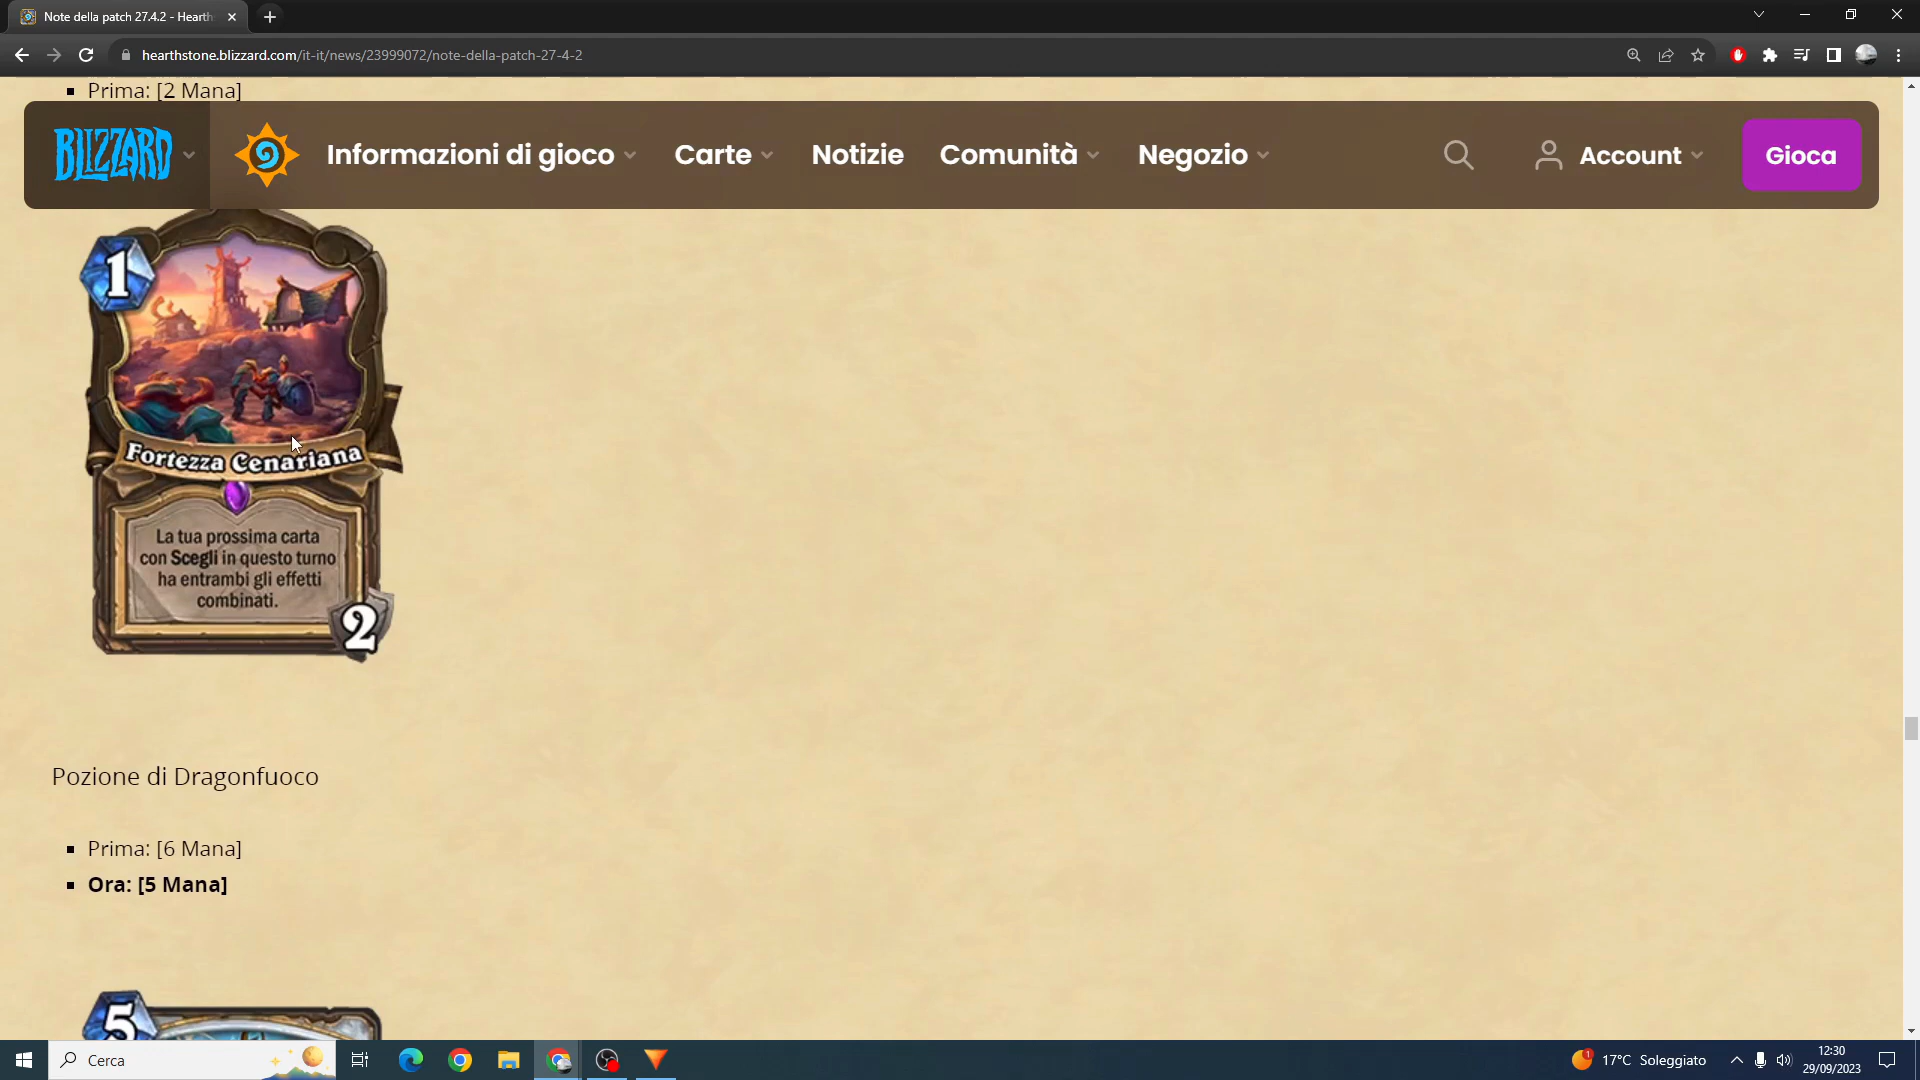 Note della patch 27.4.2 - Hearth
hearthstone.blizzard.com/it-it/news/23999072/note-della-patch-27-4-2
Prima: [2 Mana]
BLIZZARD
Informazioni di gioco
Carte
Notizie
Comunità
Negozio
Account
Gioca
1
Fortezza Cenariana
La tua prossima carta
con Scegli in questo turno
ha entrambi gli effetti
combinati.
2
Pozione di Dragonfuoco
Prima: [6 Mana]
Ora: [5 Mana]
5
Cerca
1
17°C Soleggiato
12:30
29/09/2023